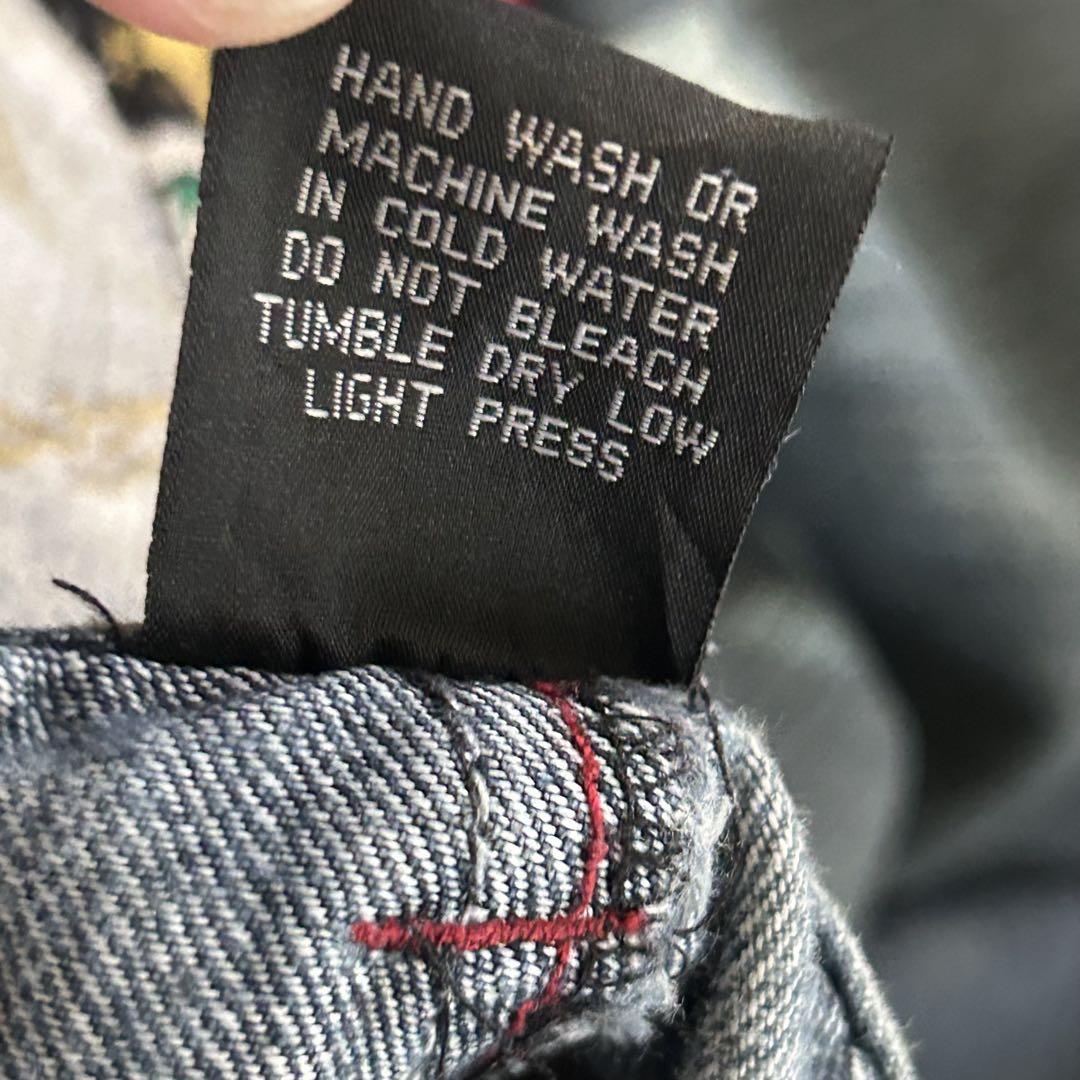 HAND WASH OR
MACHINE WASH
IN COLD WATER
DO NOT BLEACH
TUMBLE DRY LOW
LIGHT PRESS